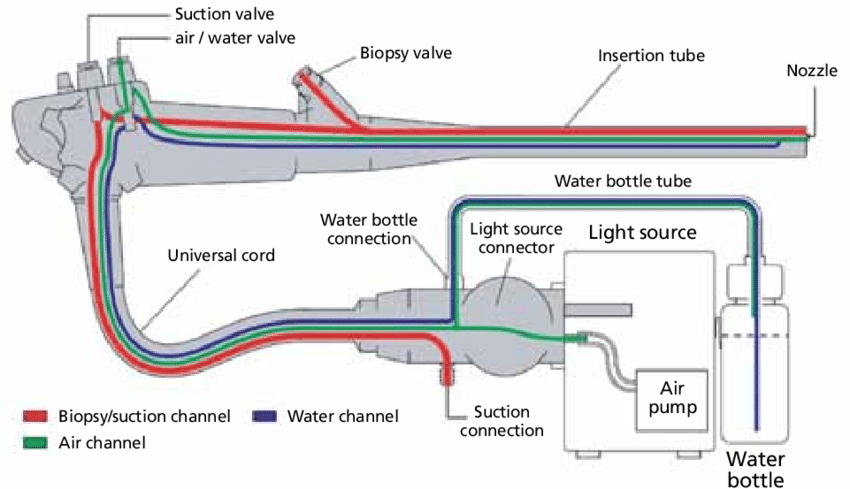 Suction valve
air / water valve
Biopsy valve
Insertion tube
Nozzle
Water bottle tube
Water bottle
connection
Light source
connector
Light source
Universal cord
Air
pump
Biopsy/suction channel
Water channel
Air channel
Suction
connection
Water
bottle